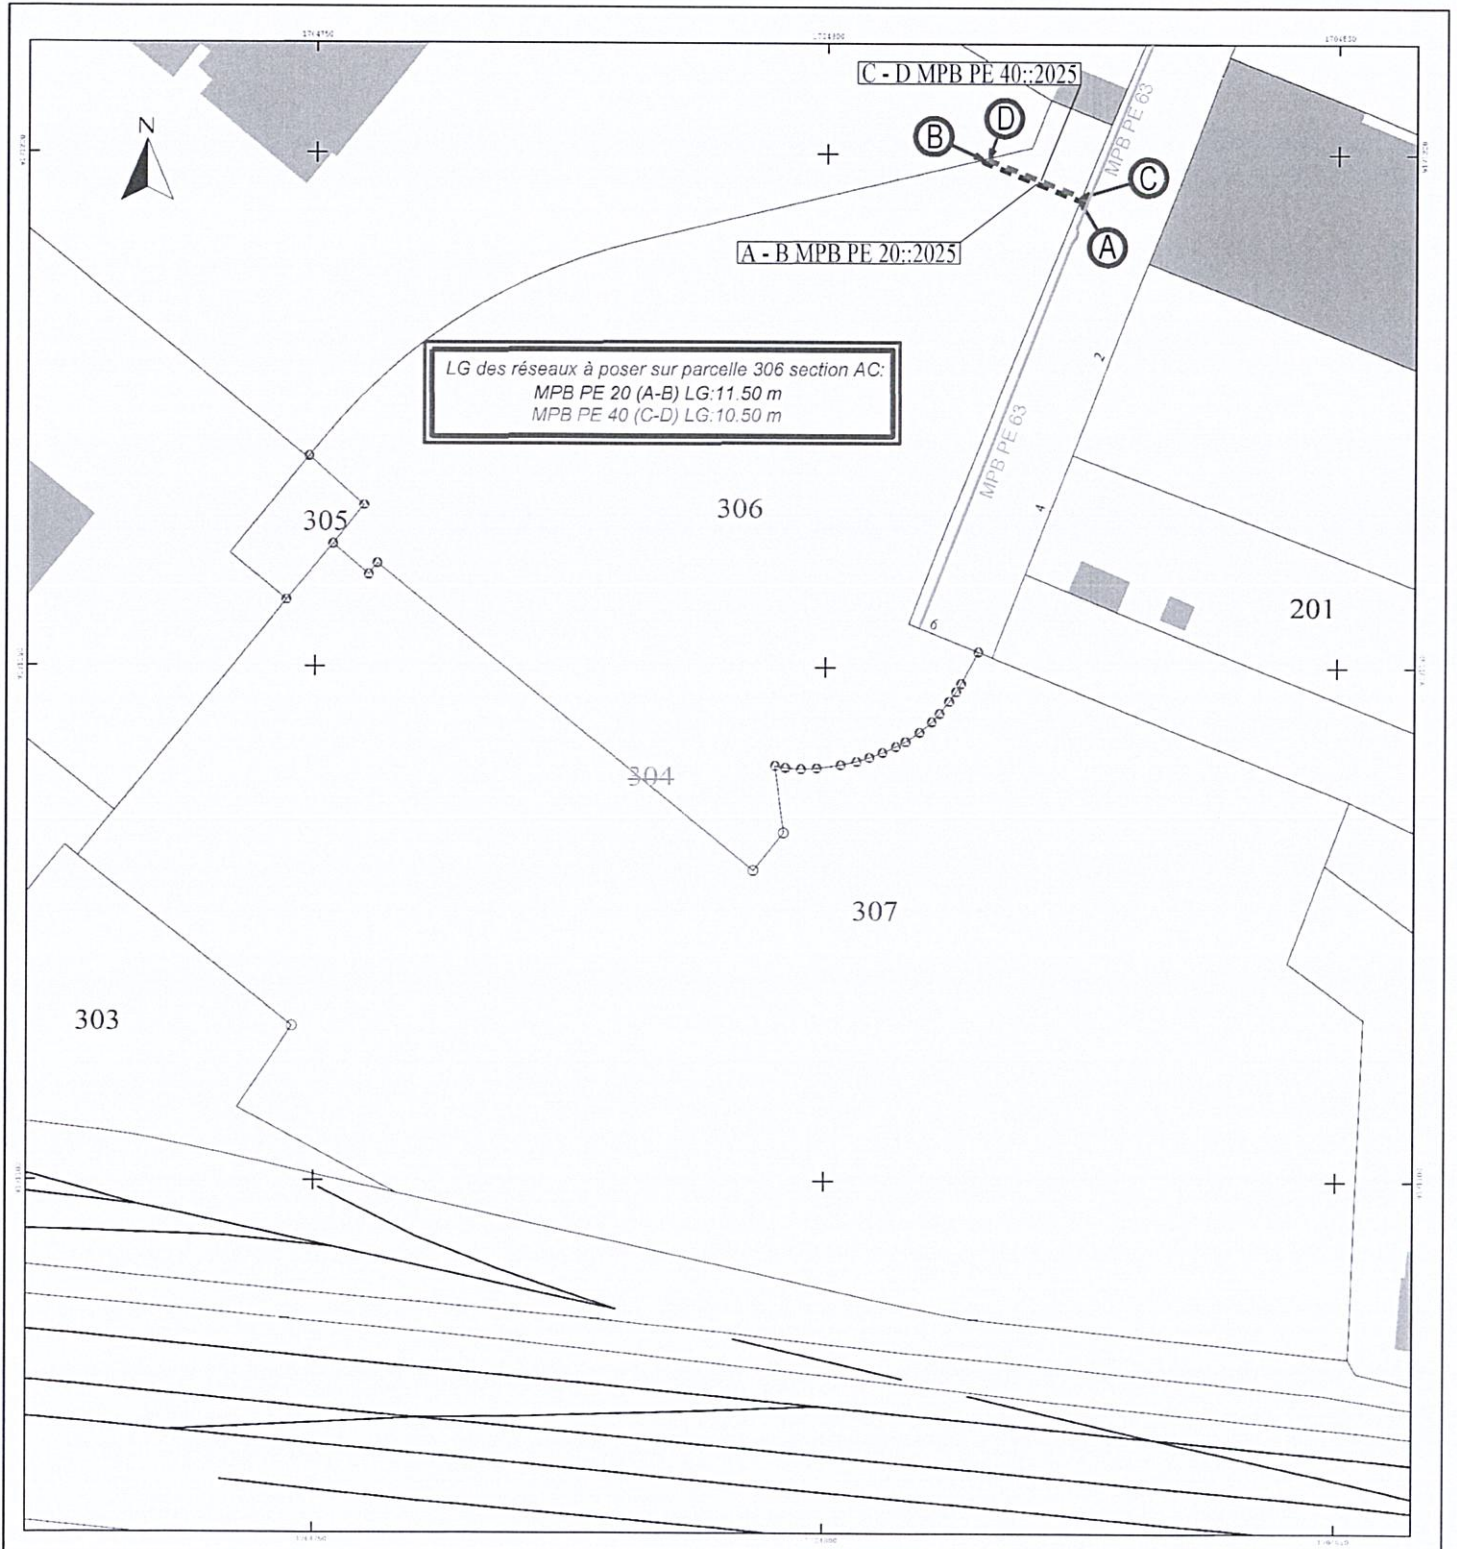 1704750
N
C - D MPB PE 40::2025
B
D
MPB PE 63
C
A
A - B MPB PE 20::2025
2
LG des réseaux à poser sur parcelle 306 section AC:
MPB PE 20 (A-B) LG:11.50 m
MPB PE 40 (C-D) LG:10.50 m
MPB PE 63
306
305
4
201
6
304
307
303